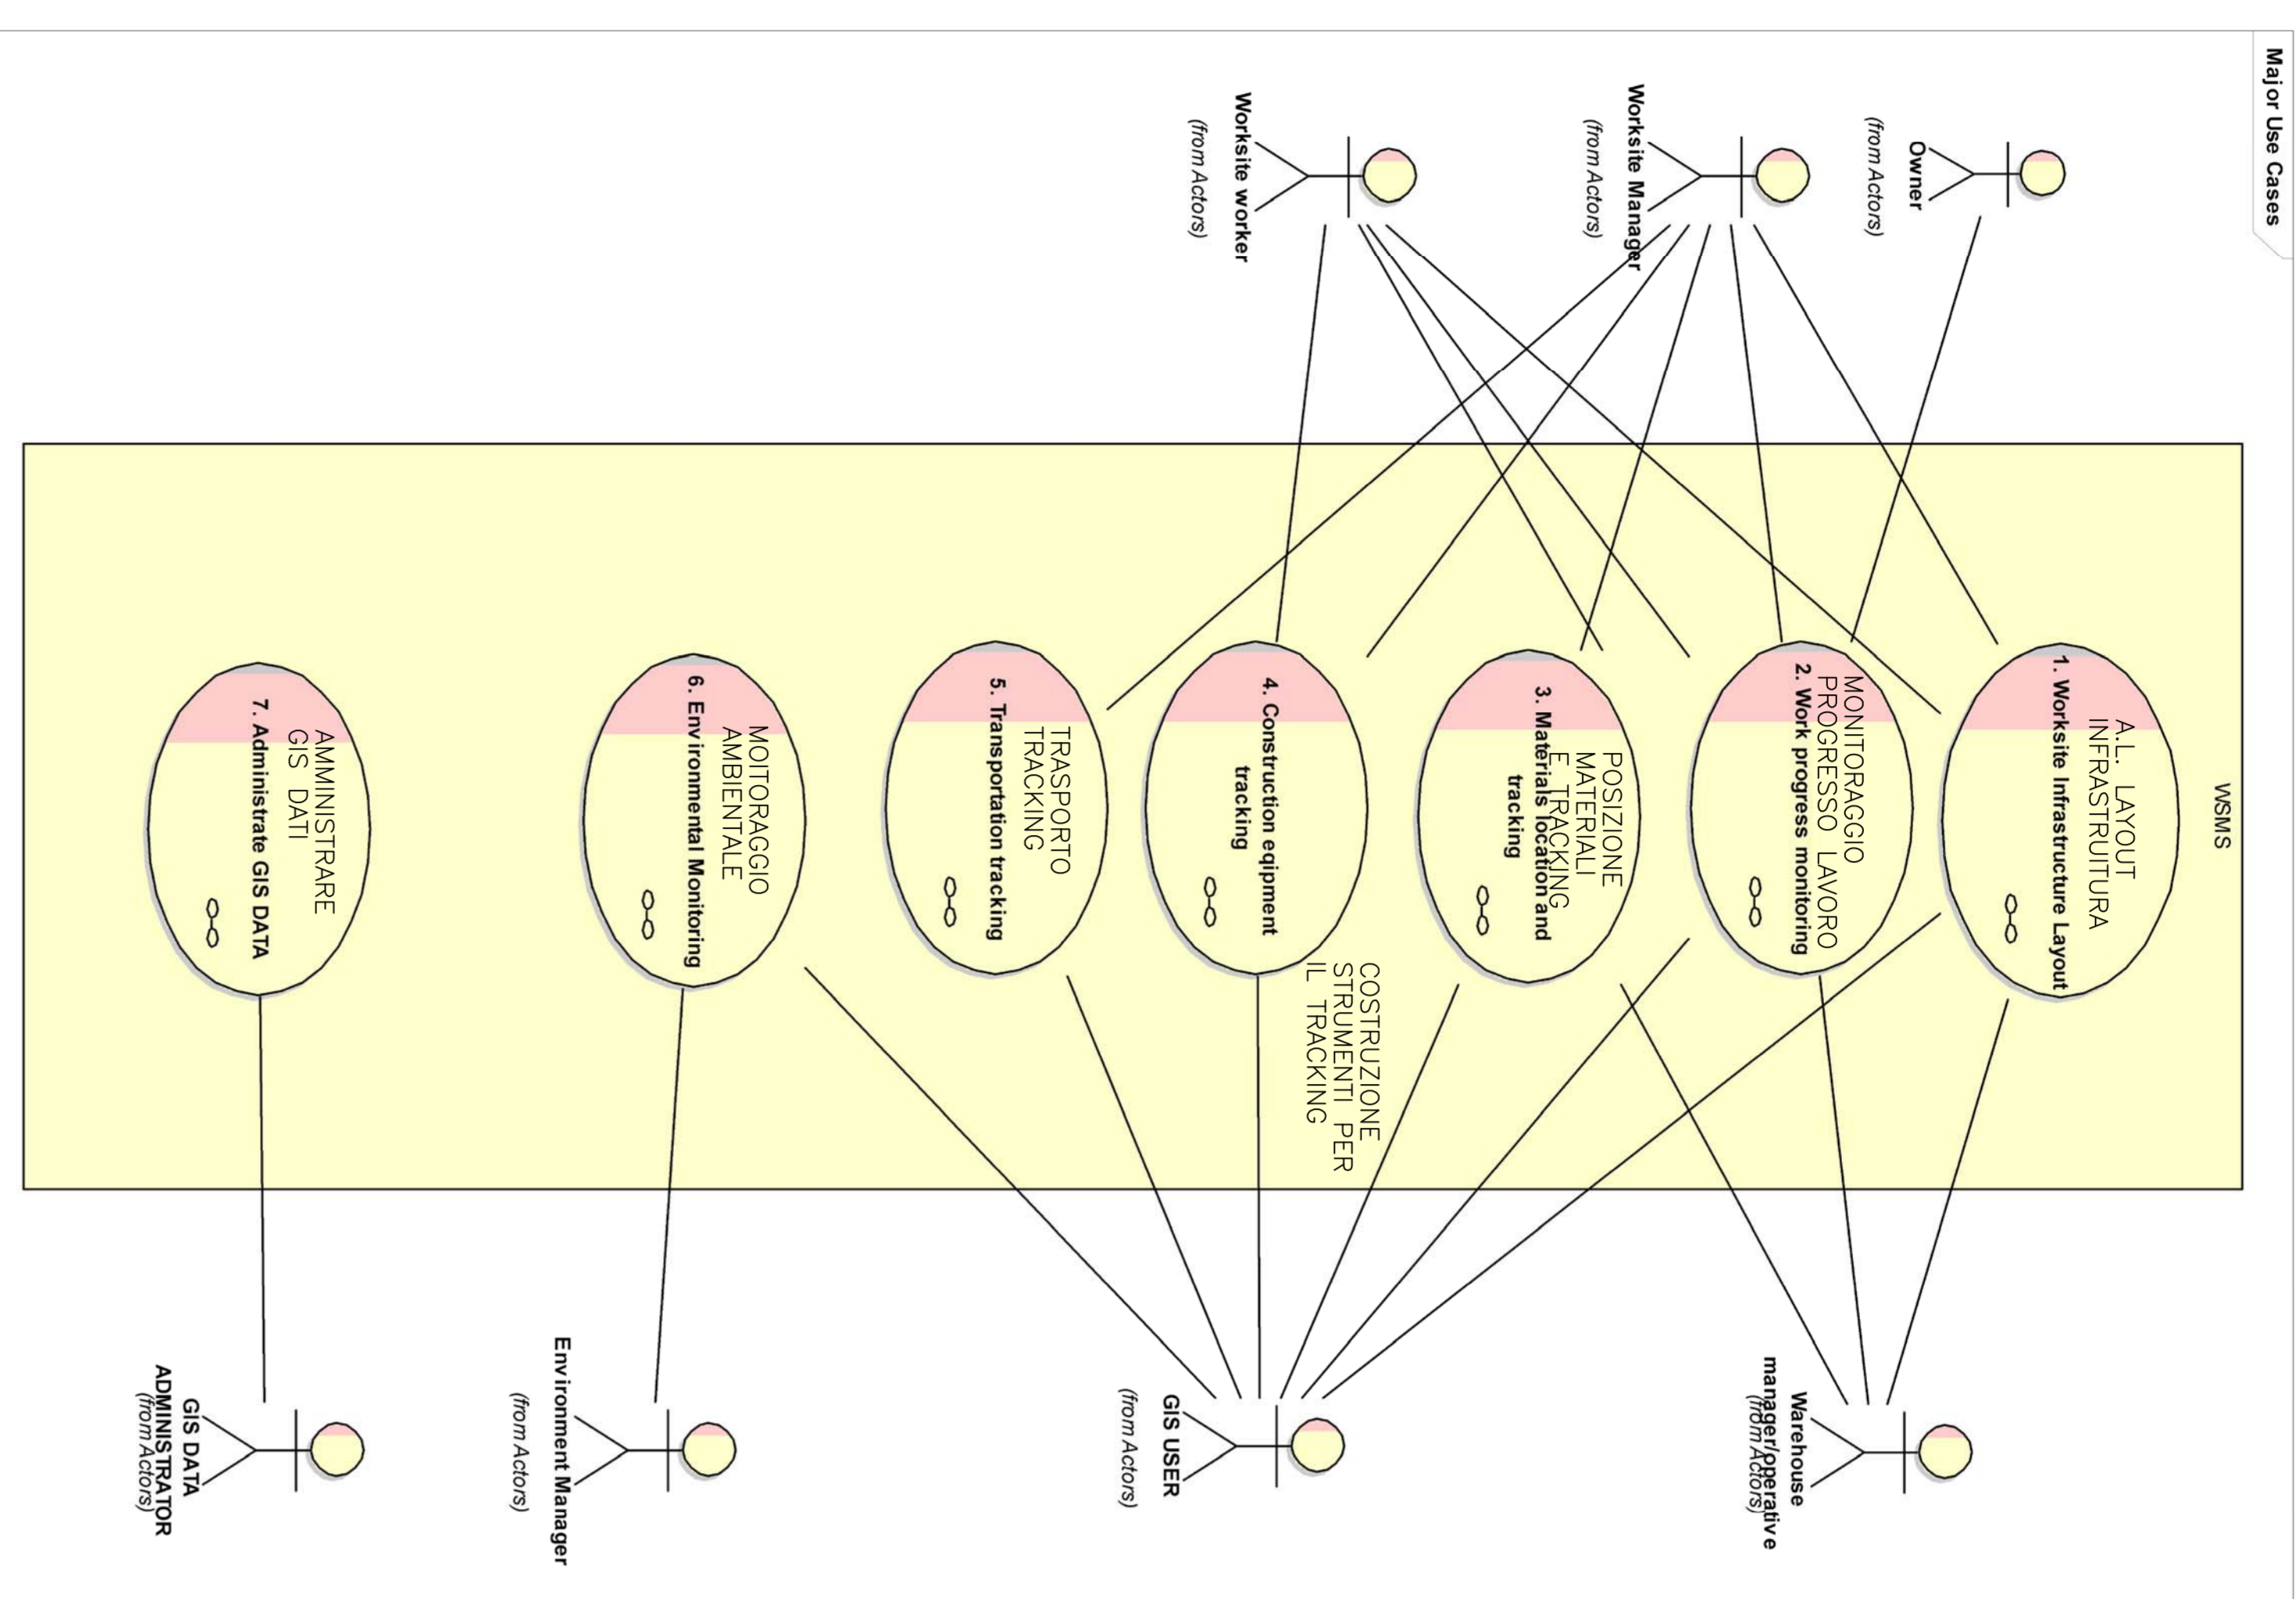 Major Use Cases
WSMS
Owner
(from Actors)
Worksite Manager
(from Actors)
Worksite worker
(from Actors)
A.L. LAYOUT
INFRASTRUITURA
1. Worksite Infrastructure Layout
MONITORAGGIO
PROGRESSO LAVORO
2. Work progress monitoring
POSIZIONE
MATERIALI
E TRACKING
3. Materials location and
tracking
COSTRUZIONE
STRUMENTI PER
IL TRACKING
4. Construction eqipment
tracking
TRASPORTO
TRACKING
5. Transportation tracking
MOITORAGGIO
AMBIENTALE
6. Environmental Monitoring
AMMINISTRARE
GIS DATI
7. Administrate GIS DATA
Warehouse
manager/operative
(from Actors)
GIS USER
(from Actors)
Environment Manager
(from Actors)
GIS DATA
ADMINISTRATOR
(from Actors)